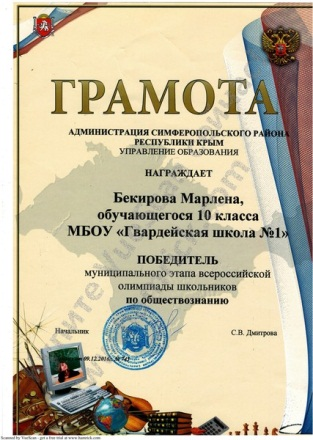 ГРАМОТА
АДМИНИСТРАЦИЯ СИМФЕРОПОЛЬСКОГО РАЙОНА
РЕСПУБЛИКИ КРЫМ
УПРАВЛЕНИЕ ОБРАЗОВАНИЯ
НАГРАЖДАЕТ
Бекирова Марлена,
обучающегося 10 класса
МБОУ «Гвардейская школа №1»
ПОБЕДИТЕЛЬ
муниципального этапа всероссийской
олимпиады школьников
по обществознанию
Начальник
С.В. Дмитрова